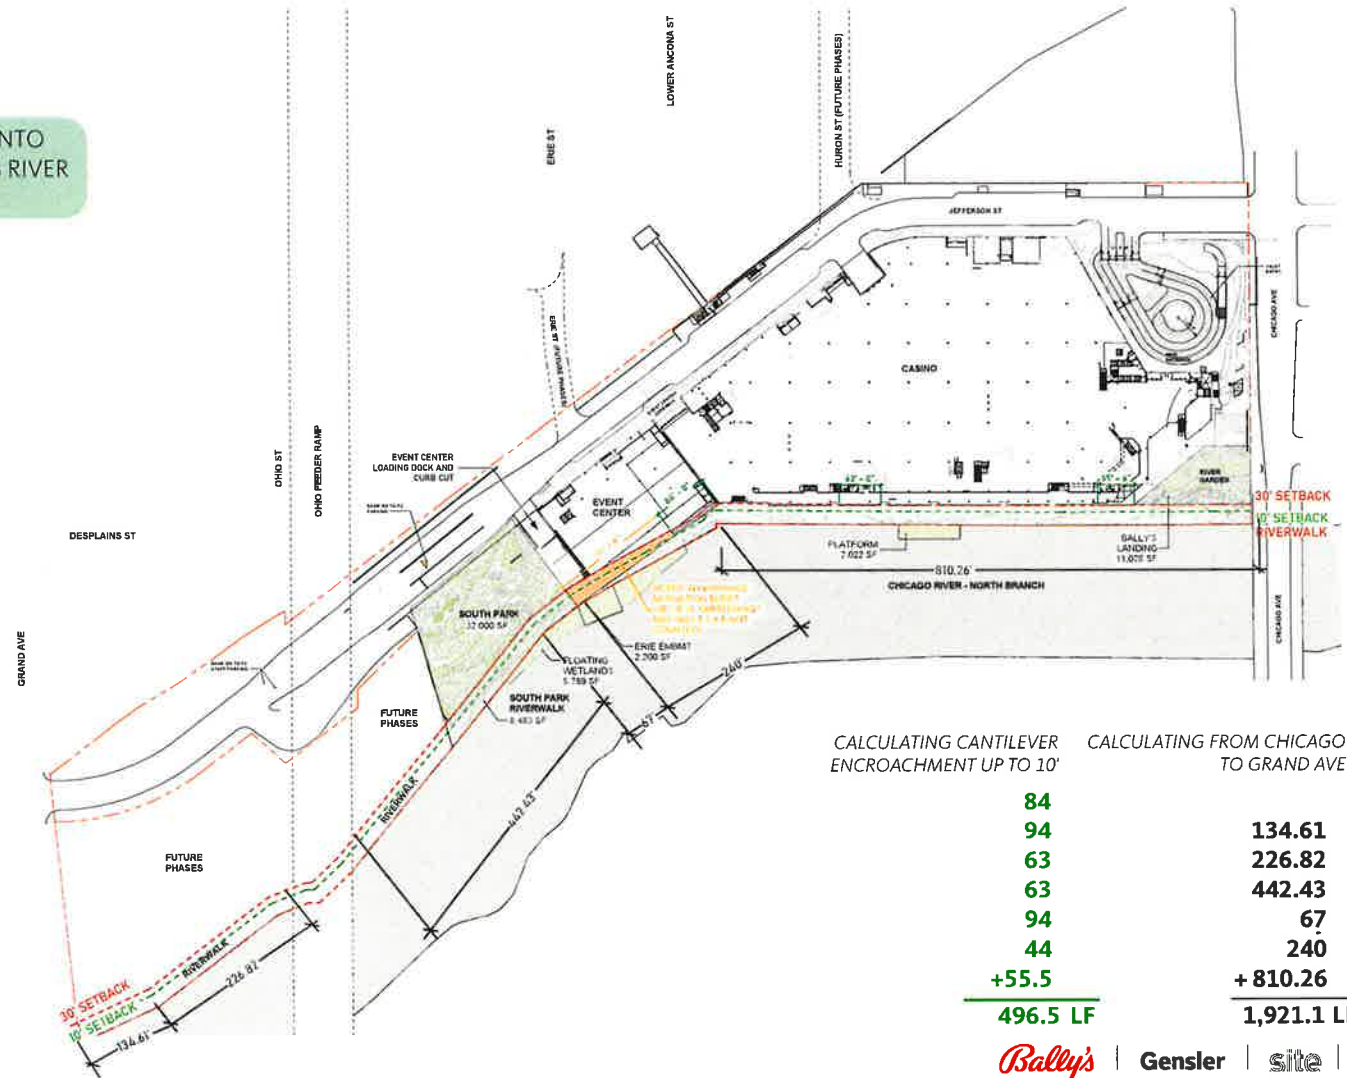 NTO
RIVER
LOWER ANCONA ST
HURON ST (FUTURE PHASES)
ERIE ST
JEFFERSON ST
CHICAGO AVE
ERIE ST (FUTURE PHASES)
CASINO
OHIO ST
OHIO FEEDER RAMP
EVENT CENTER
LOADING DOCK AND
CURB CUT
EVENT
CENTER
RIVER
GARDEN
30' SETBACK
SETBACK
RIVERWALK
DESPLAINS ST
PLATFORM
7,022 SF
BALLY'S
LANDING
810.26'
CHICAGO RIVER - NORTH BRANCH
CHICAGO AVE
SOUTH PARK
ERIE EMBMT
2,200 SF
FLOATING
WETLANDS
240'
GRAND AVE
SOUTH PARK
RIVERWALK
FUTURE
PHASES
67'
442.43'
RIVERWALK
FUTURE
PHASES
RIVERWALK
226.82
30' SETBACK
10' SETBACK
134.61'
CALCULATING CANTILEVER
ENCROACHMENT UP TO 10'
84
94
63
63
94
44
+55.5
496.5 LF
CALCULATING FROM CHICAGO
TO GRAND AVE
134.61
226.82
442.43
67
240
+810.26
1,921.1 L
Bally's | Gensler | site |